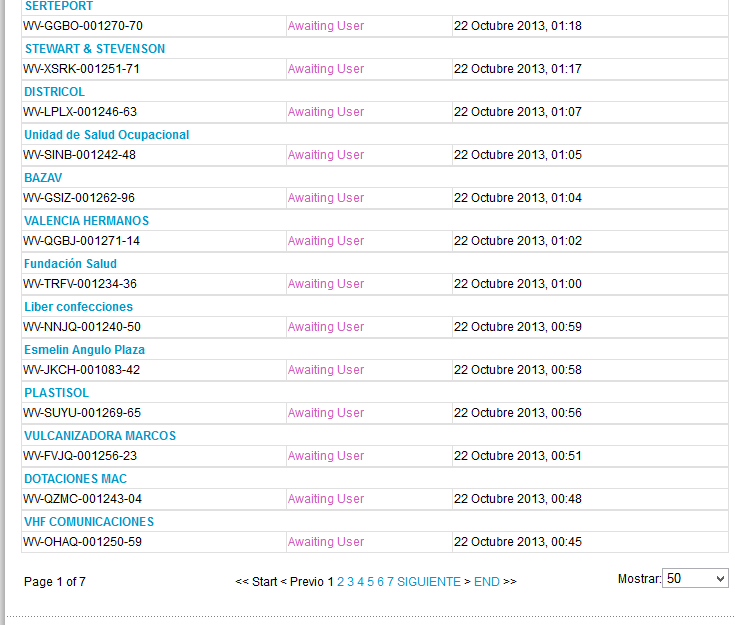 SERTEPORT
WV-GGBO-001270-70 Awaiting User 22 Octubre 2013, 01:18
STEWART & STEVENSON
WV-XSRK-001251-71 Awaiting User 22 Octubre 2013, 01:17
DISTRICOL
WV-LPLX-001246-63 Awaiting User 22 Octubre 2013, 01:07
Unidad de Salud Ocupacional
WV-SINB-001242-48 Awaiting User 22 Octubre 2013, 01:05
BAZAV
WV-GSIZ-001262-96 Awaiting User 22 Octubre 2013, 01:04
VALENCIA HERMANOS
WV-QGBJ-001271-14 Awaiting User 22 Octubre 2013, 01:02
Fundación Salud
WV-TRFV-001234-36 Awaiting User 22 Octubre 2013, 01:00
Liber confecciones
WV-NNJQ-001240-50 Awaiting User 22 Octubre 2013, 00:59
Esmelin Angulo Plaza
WV-JKCH-001083-42 Awaiting User 22 Octubre 2013, 00:58
PLASTISOL
WV-SUYU-001269-65 Awaiting User 22 Octubre 2013, 00:56
VULCANIZADORA MARCOS
WV-FVJQ-001256-23 Awaiting User 22 Octubre 2013, 00:51
DOTACIONES MAC
WV-QZMC-001243-04 Awaiting User 22 Octubre 2013, 00:48
VHF COMUNICACIONES
WV-OHAQ-001250-59 Awaiting User 22 Octubre 2013, 00:45
Page 1 of 7 << Start < Previo 1 2 3 4 5 6 7 SIGUIENTE > END >> Mostrar: 50